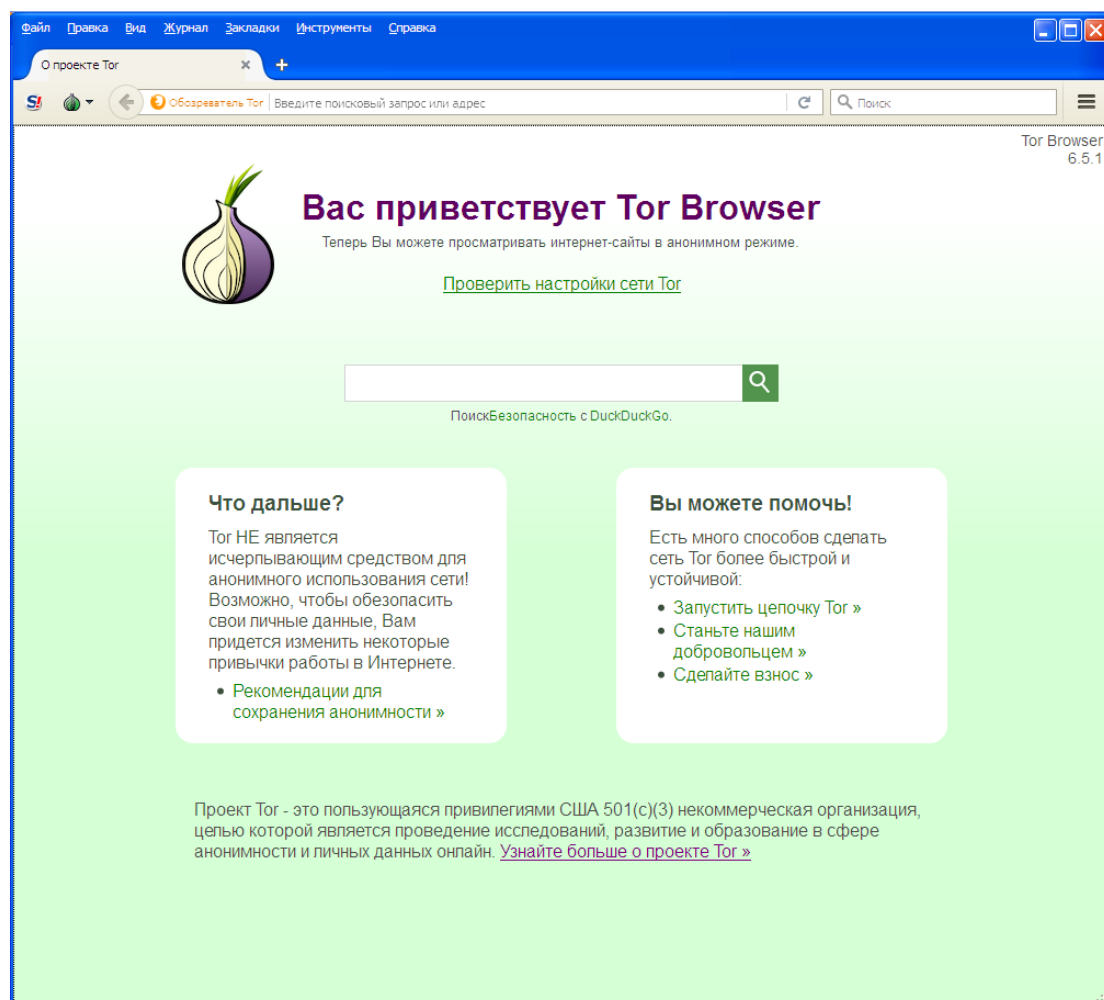 Файл Правка Вид Журнал Закладки Инструменты Справка
О проекте Tor
S!
Обозреватель Tor Введите поисковый запрос или адрес Поиск
Tor Browser
6.5.1
Вас приветствует Tor Browser
Теперь Вы можете просматривать интернет-сайты в анонимном режиме.
Проверить настройки сети Tor
ПоискБезопасность с DuckDuckGo.
Что дальше?
Tor НЕ является
исчерпывающим средством для
анонимного использования сети!
Возможно, чтобы обезопасить
свои личные данные, Вам
придется изменить некоторые
привычки работы в Интернете.
Рекомендации для
сохранения анонимности »
Вы можете помочь!
Есть много способов сделать
сеть Tor более быстрой и
устойчивой:
Запустить цепочку Tor »
Станьте нашим
добровольцем »
Сделайте взнос »
Проект Tor - это пользующаяся привилегиями США 501(c)(3) некоммерческая организация,
целью которой является проведение исследований, развитие и образование в сфере
анонимности и личных данных онлайн. Узнайте больше о проекте Tor »